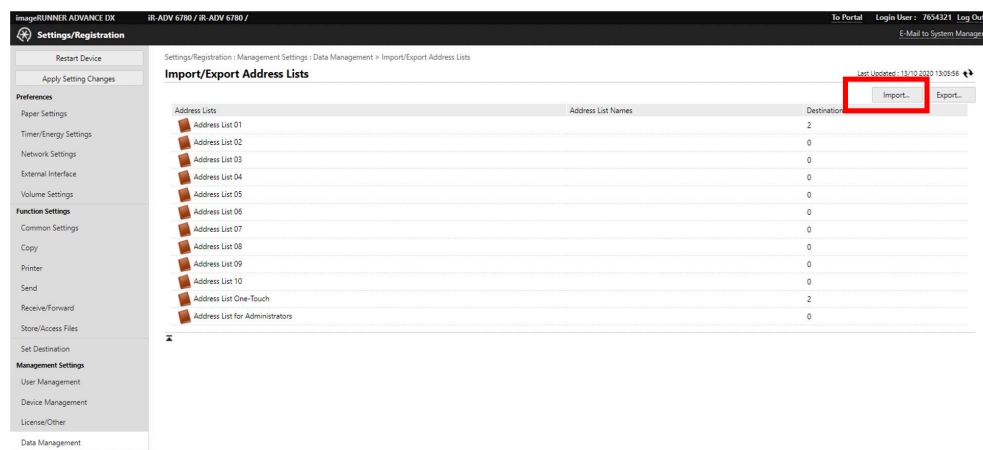 imageRUNNER ADVANCE DX iR-ADV 6780 / iR-ADV 6780 / To Portal Login User : 7654321 Log Out
Settings/Registration E-Mail to System Manager
Restart Device
Apply Setting Changes
Preferences
Paper Settings
Timer/Energy Settings
Network Settings
External Interface
Volume Settings
Function Settings
Common Settings
Copy
Printer
Send
Receive/Forward
Store/Access Files
Set Destination
Management Settings
User Management
Device Management
License/Other
Data Management
Settings/Registration : Management Settings : Data Management > Import/Export Address Lists
Import/Export Address Lists
Last Updated : 13/10 2020 13:05:56
Import... Export...
Address Lists Address List Names Destination
Address List 01 2
Address List 02 0
Address List 03 0
Address List 04 0
Address List 05 0
Address List 06 0
Address List 07 0
Address List 08 0
Address List 09 0
Address List 10 0
Address List One-Touch 2
Address List for Administrators 0